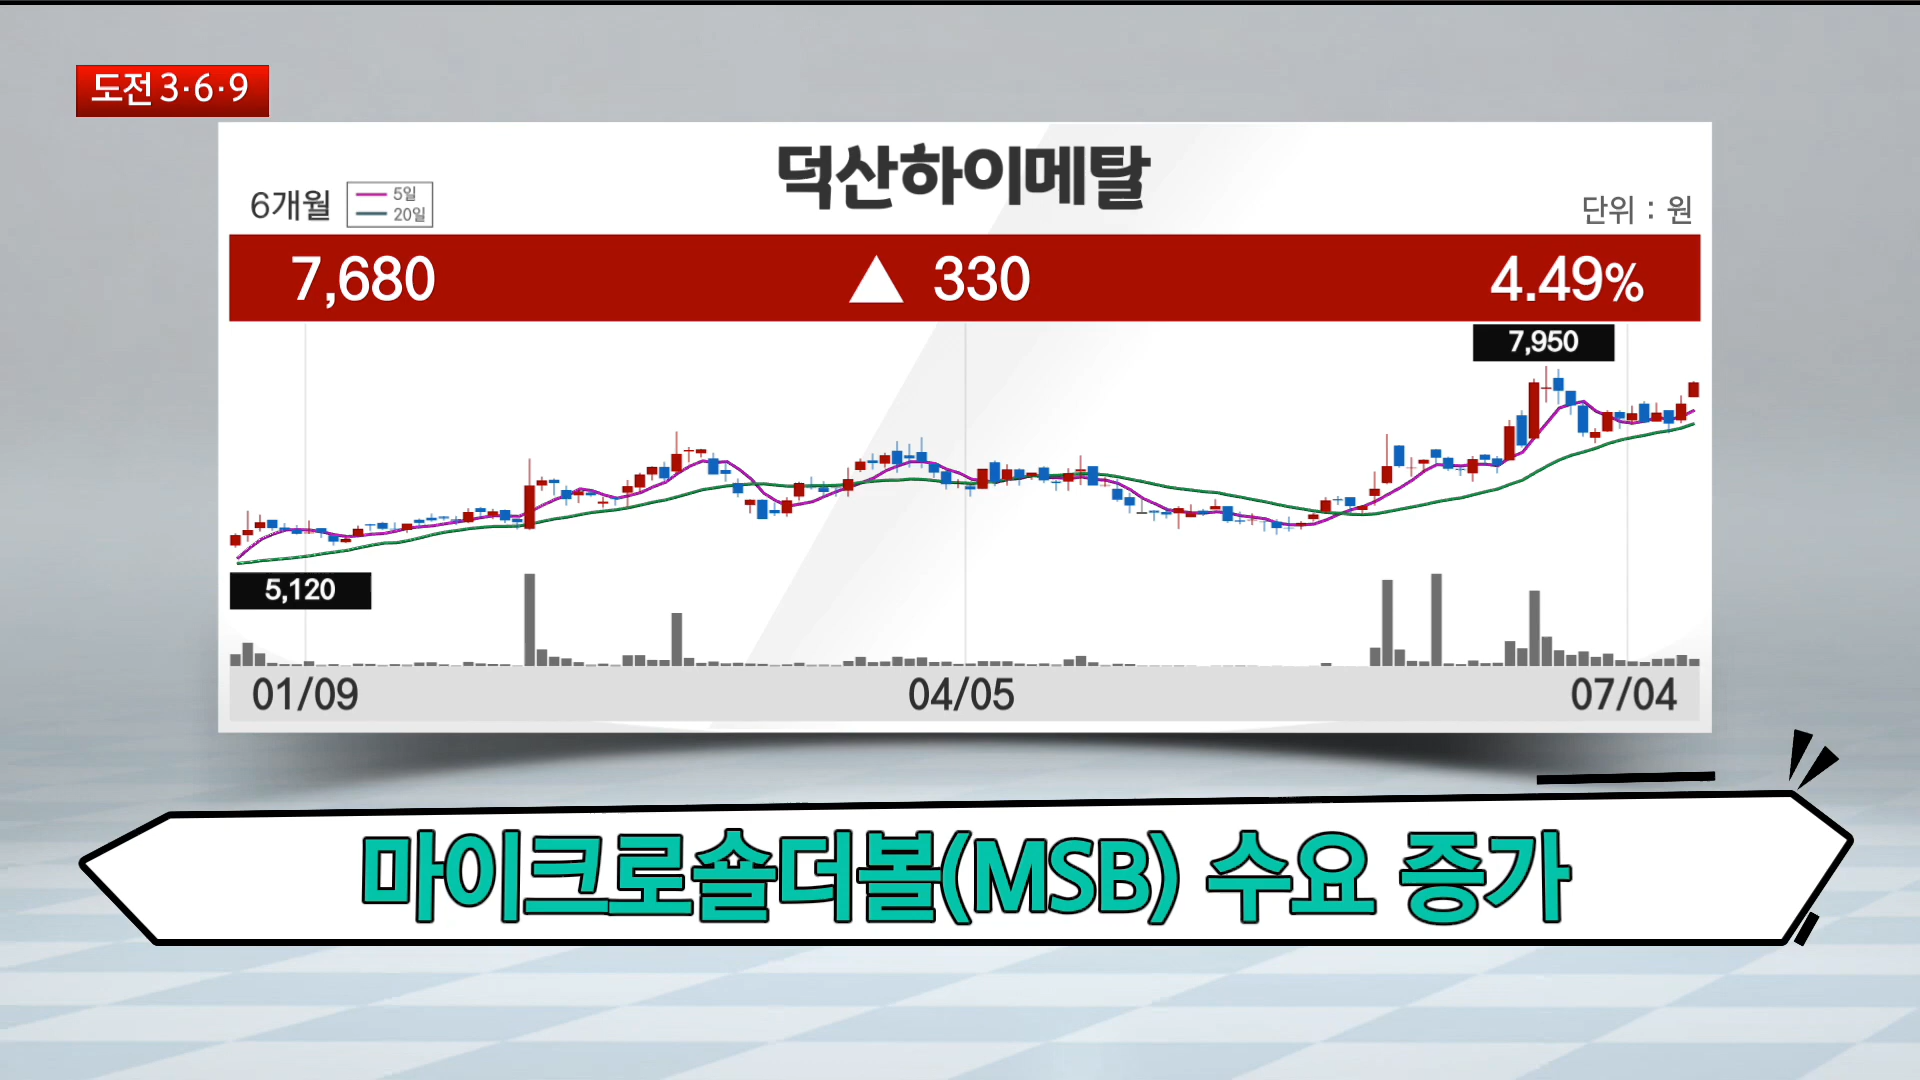 도전 3·6·9
덕산하이메탈
6개월
5일
20일
단위 : 원
7,680 ▲ 330 4.49%
7,950
5,120
01/09 04/05 07/04
마이크로솔더볼(MSB) 수요 증가